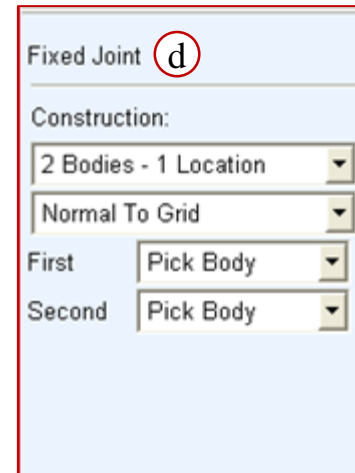 Fixed Joint d
Construction:
2 Bodies - 1 Location
Normal To Grid
First Pick Body
Second Pick Body